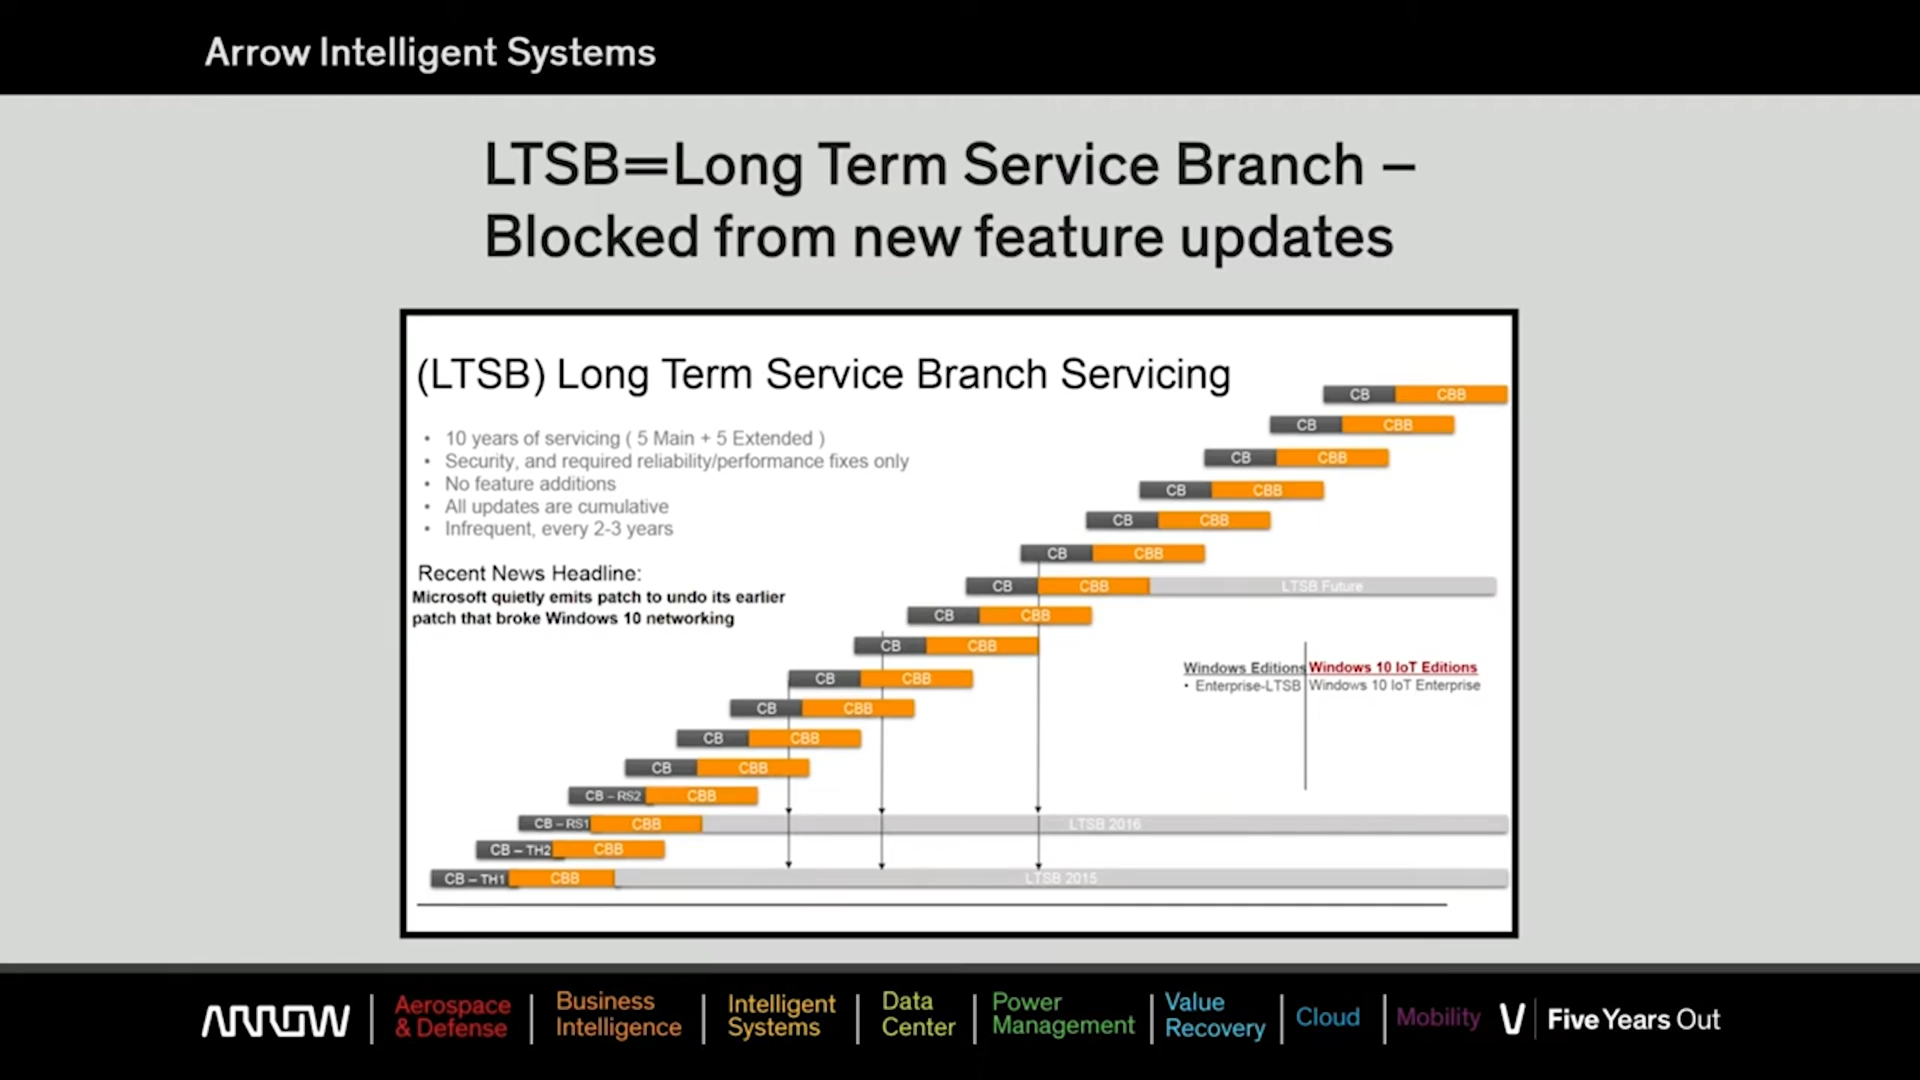 Arrow Intelligent Systems
LTSB=Long Term Service Branch –
Blocked from new feature updates
(LTSB) Long Term Service Branch Servicing
• 10 years of servicing ( 5 Main + 5 Extended )
• Security, and required reliability/performance fixes only
• No feature additions
• All updates are cumulative
• Infrequent, every 2-3 years
Recent News Headline:
Microsoft quietly emits patch to undo its earlier
patch that broke Windows 10 networking
CB CBB
CB CBB
CB CBB
CB CBB
CB CBB
CB CBB
CB CBB LTSB Future
CB CBB
CB CBB
Windows Editions Windows 10 IoT Editions
• Enterprise-LTSB Windows 10 IoT Enterprise
CB CBB
CB CBB
CB CBB
CB CBB
CB – RS2 CBB
CB – RS1 CBB LTSB 2016
CB – TH2 CBB
CB – TH1 CBB LTSB 2015
ARROW
Aerospace
& Defense
Business
Intelligence
Intelligent
Systems
Data
Center
Power
Management
Value
Recovery
Cloud
Mobility
Five Years Out